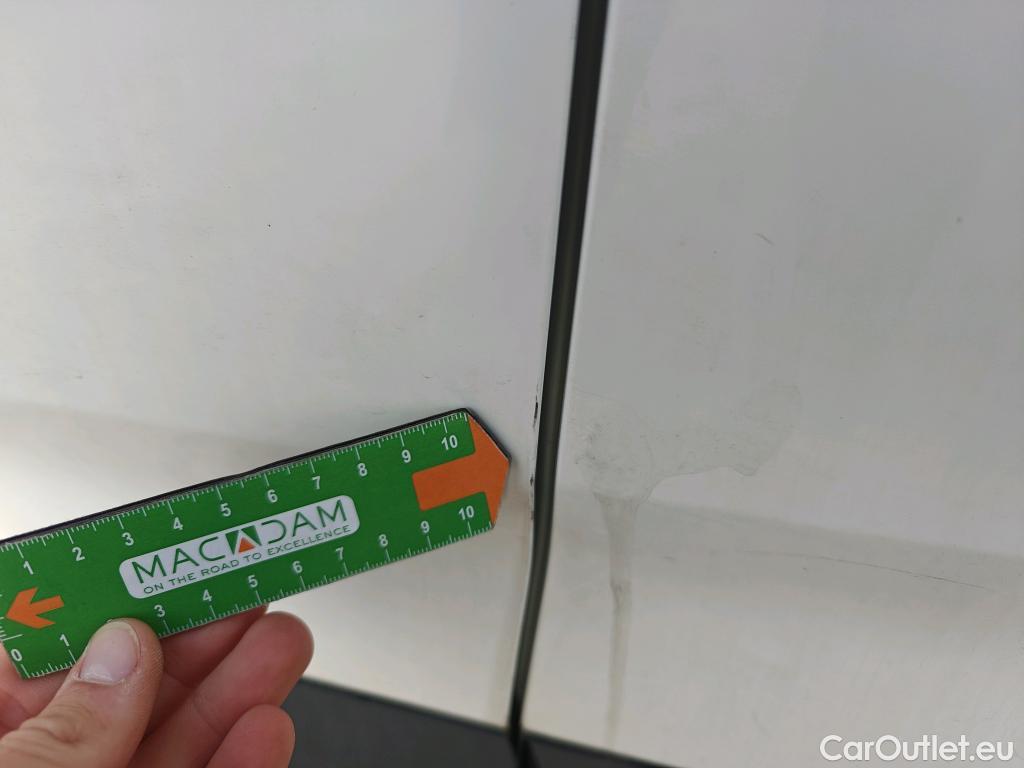 1 2 3 4 5 6 7 8 9 10
MACADAM
ON THE ROAD TO EXCELLENCE
0 1 3 4 5 6 7 8 9 10
CarOutlet.eu